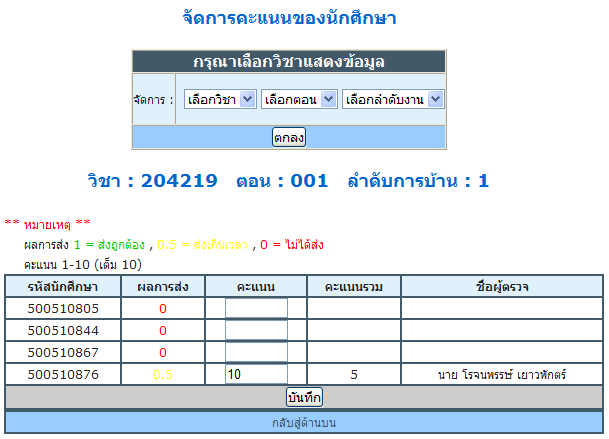 จัดการคะแนนของนักศึกษา
กรุณาเลือกวิชาแสดงข้อมูล
จัดการ : เลือกวิชา เลือกตอน เลือกลำดับงาน
ตกลง
วิชา : 204219 ตอน : 001 ลำดับการบ้าน : 1
** หมายเหตุ **
ผลการส่ง 1 = ส่งถูกต้อง , 0.5 = ส่งเกินเวลา , 0 = ไม่ได้ส่ง
คะแนน 1-10 (เต็ม 10)
รหัสนักศึกษา ผลการส่ง คะแนน คะแนนรวม ชื่อผู้ตรวจ
500510805 0
500510844 0
500510867 0
500510876 0.5 10 5 นาย โรจนพรรษ์ เยาวพักตร์
บันทึก
กลับสู่ด้านบน